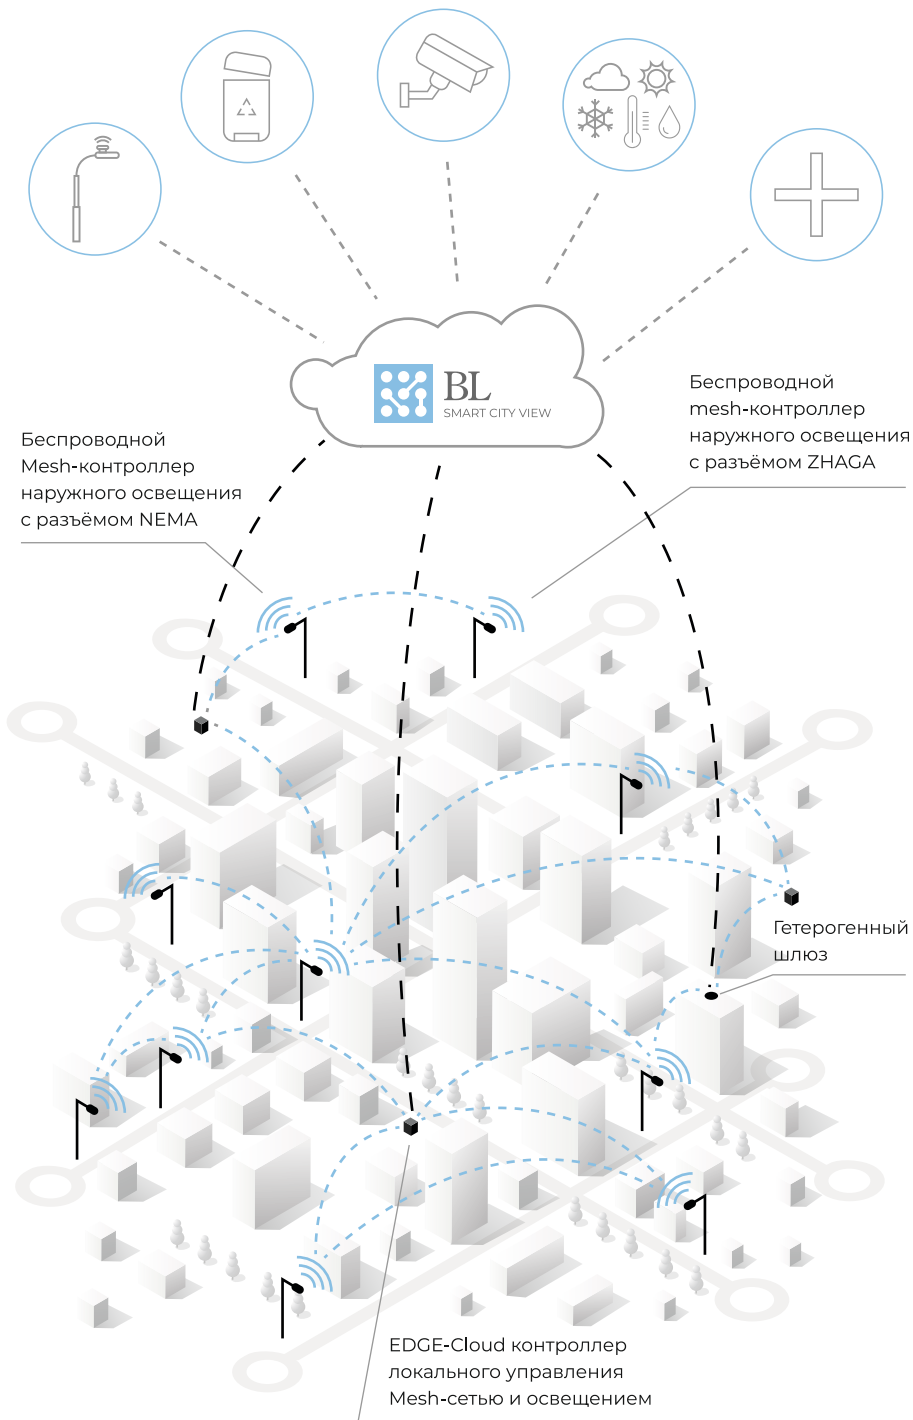 BL
SMART CITY VIEW
Беспроводной
mesh-контроллер
наружного освещения
с разъёмом ZHAGA
Беспроводной
Mesh-контроллер
наружного освещения
с разъёмом NEMA
Гетерогенный
шлюз
EDGE-Cloud контроллер
локального управления
Mesh-сетью и освещением